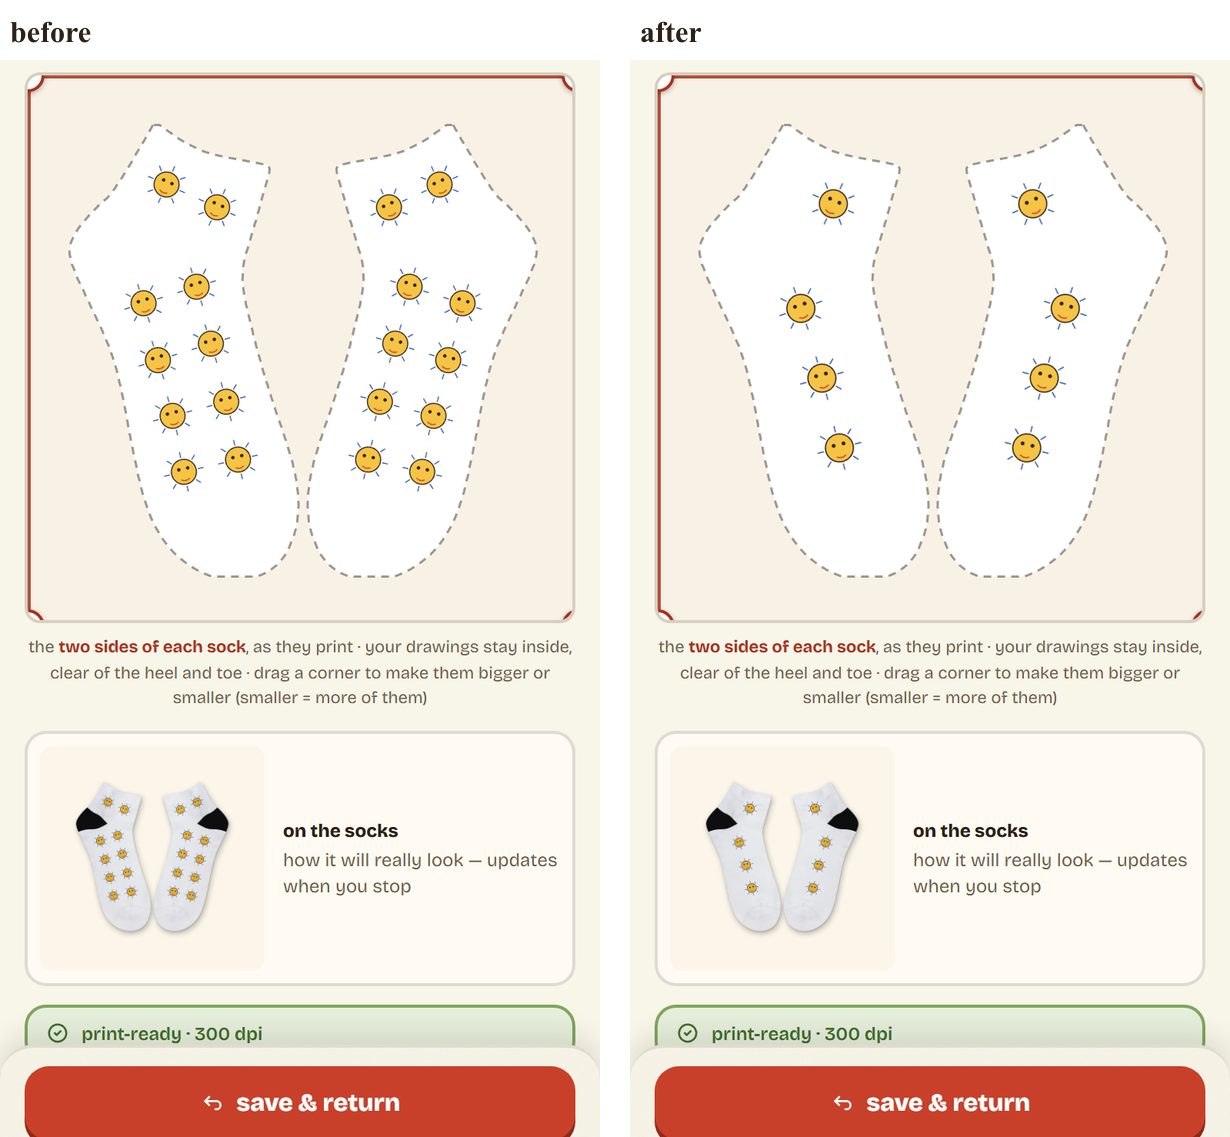 before
after
the two sides of each sock, as they print · your drawings stay inside,
clear of the heel and toe · drag a corner to make them bigger or
smaller (smaller = more of them)
on the socks
how it will really look — updates
when you stop
print-ready · 300 dpi
save & return
the two sides of each sock, as they print · your drawings stay inside,
clear of the heel and toe · drag a corner to make them bigger or
smaller (smaller = more of them)
on the socks
how it will really look — updates
when you stop
print-ready · 300 dpi
save & return